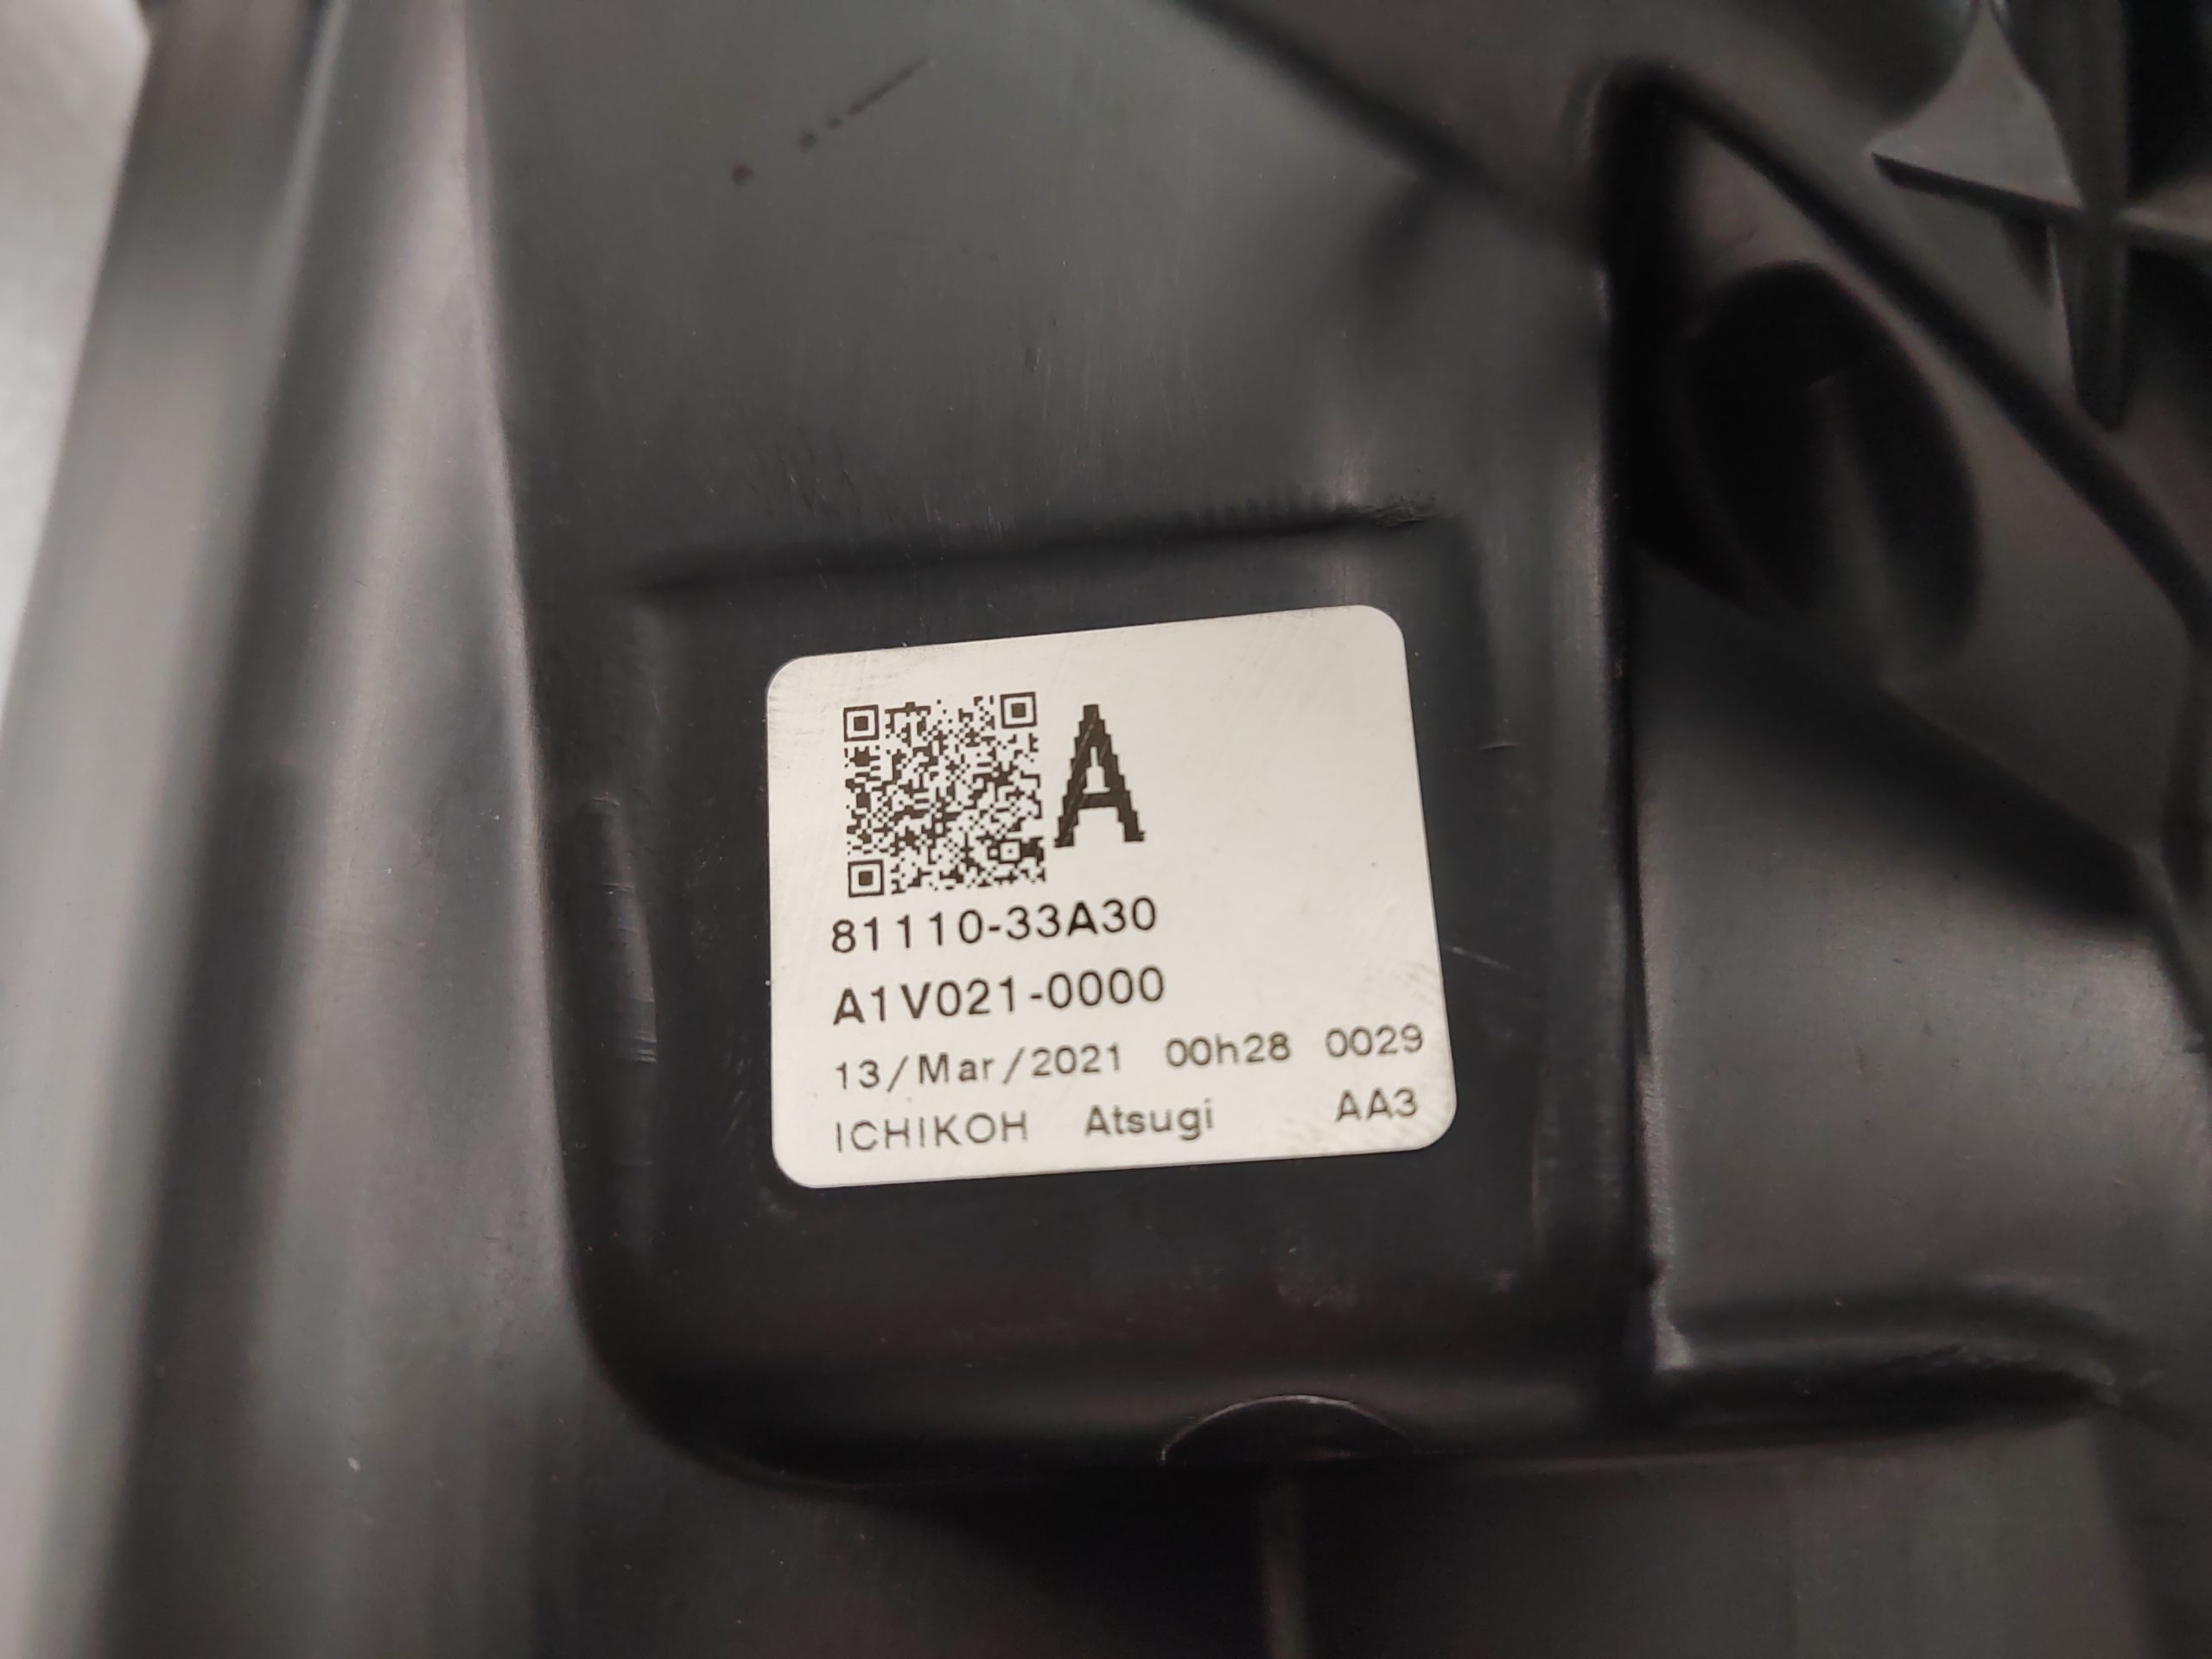 A
81110-33A30
A1V021-0000
13/Mar/2021 00h28 0029
ICHIKOH Atsugi AA3